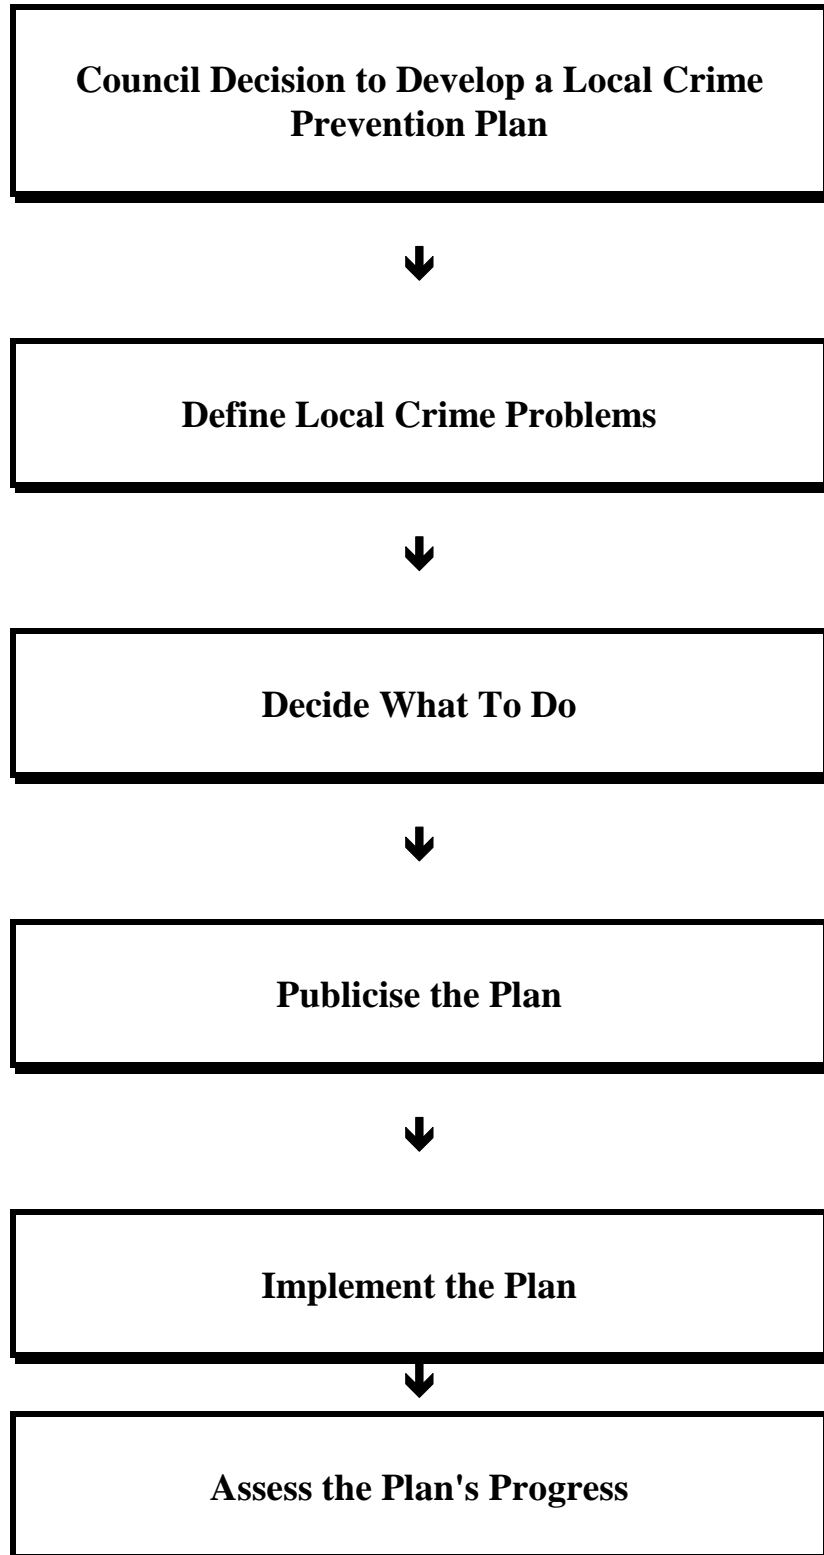 Council Decision to Develop a Local Crime
Prevention Plan
Define Local Crime Problems
Decide What To Do
Publicise the Plan
Implement the Plan
Assess the Plan's Progress